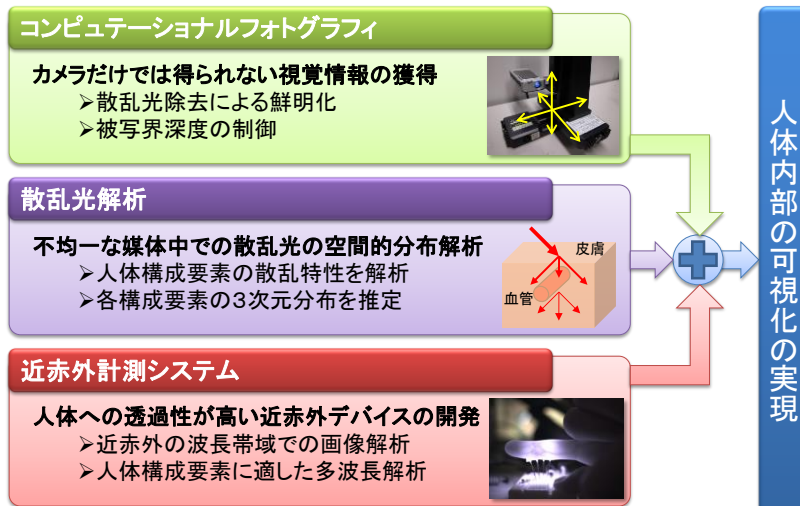 コンピュテーショナルフォトグラフィ
カメラだけでは得られない視覚情報の獲得
➢散乱光除去による鮮明化
➢被写界深度の制御
散乱光解析
不均一な媒体中での散乱光の空間的分布解析
➢人体構成要素の散乱特性を解析
➢各構成要素の3次元分布を推定
皮膚
血管
近赤外計測システム
人体への透過性が高い近赤外デバイスの開発
➢近赤外の波長帯域での画像解析
➢人体構成要素に適した多波長解析
人体内部の可視化の実現